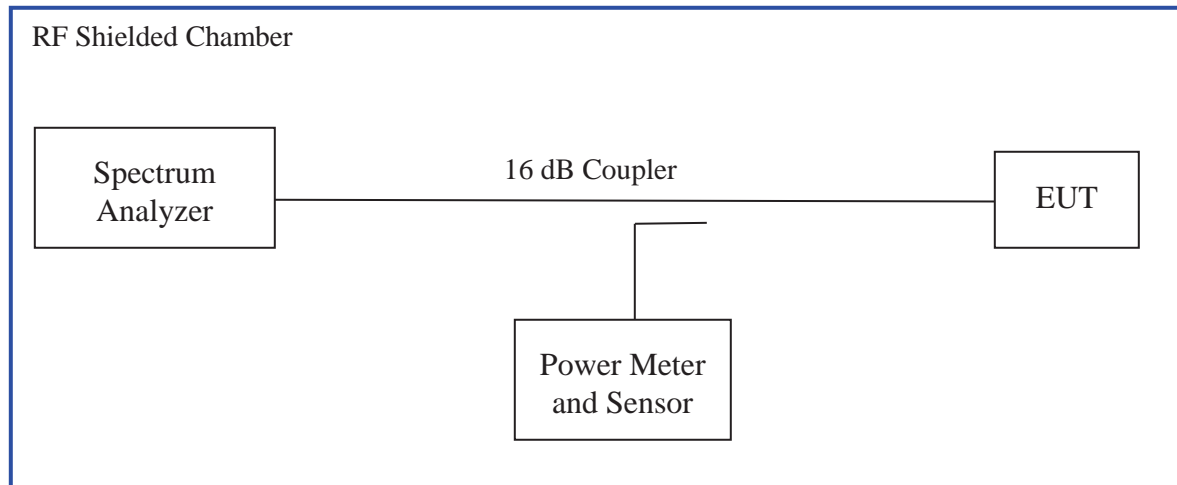 RF Shielded Chamber
Spectrum
Analyzer
16 dB Coupler
EUT
Power Meter
and Sensor